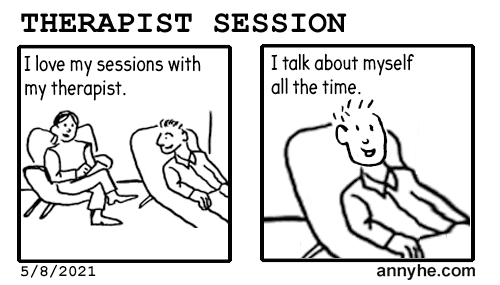 THERAPIST SESSION
I love my sessions with
my therapist.
I talk about myself
all the time.
5/8/2021
annyhe.com